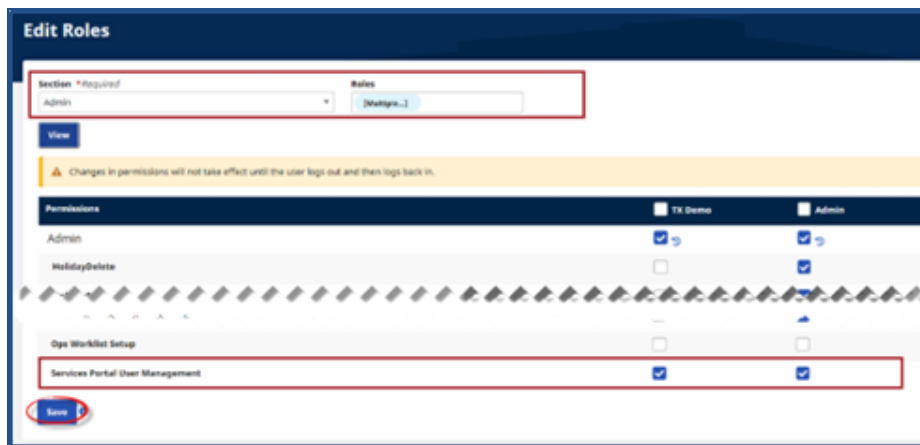 Edit Roles
Section *Required
Roles
Admin
[Multiple...]
View
Changes in permissions will not take effect until the user logs out and then logs back in.
Permissions
TX Demo
Admin
Admin
HolidayDelete
Ops Worklist Setup
Services Portal User Management
Save